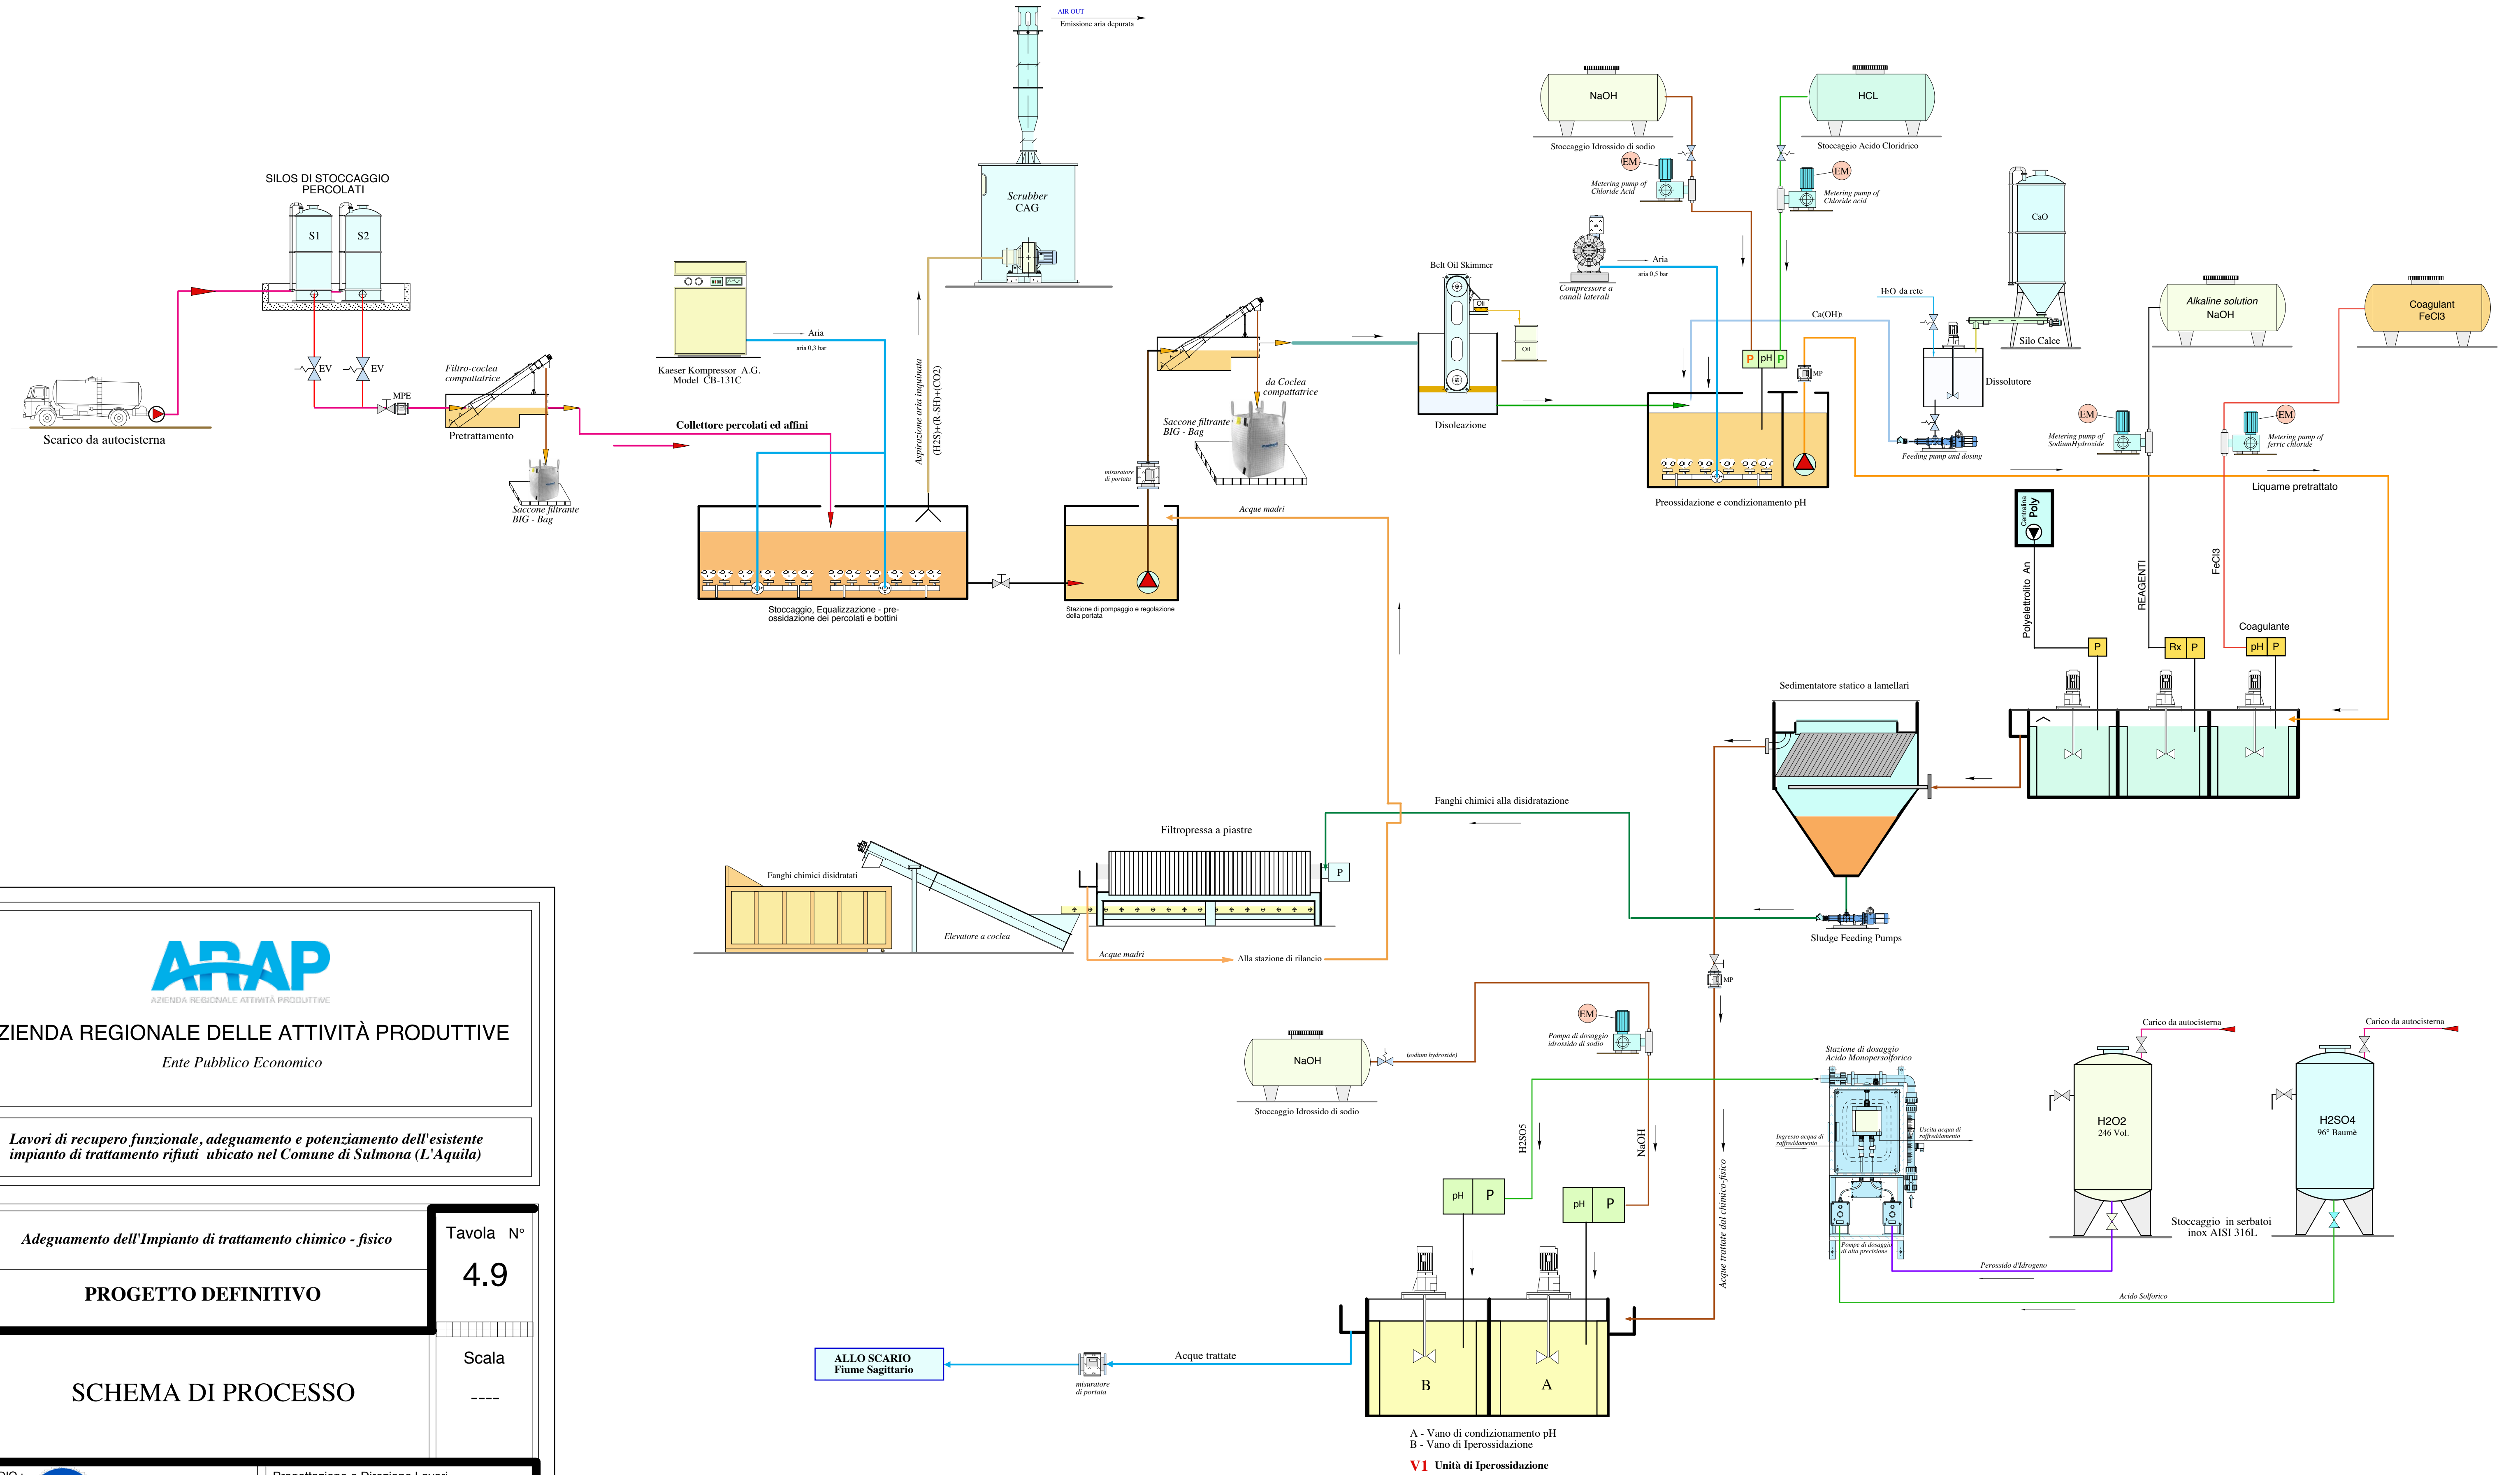 AIR OUT
Emissione aria depurata
SILOS DI STOCCAGGIO
PERCOLATI
S1
S2
EV
EV
MPE
Scarico da autocisterna
Filtro-coclea
compattatrice
Pretrattamento
Saccone filtrante
BIG - Bag
Kaeser Kompressor A.G.
Model CB-131C
Aria
aria 0,3 bar
Collettore percolati ed affini
Aspirazione aria inquinata
(H2S)+(R-SH)+(CO2)
Scrubber
CAG
Stoccaggio, Equalizzazione - pre-
ossidazione dei percolati e bottini
misuratore
di portata
Stazione di pompaggio e regolazione
della portata
Acque madri
da Coclea
compattatrice
Saccone filtrante
BIG - Bag
Belt Oil Skimmer
Oli
Oil
Disoleazione
NaOH
Stoccaggio Idrossido di sodio
EM
Metering pump of
Chloride Acid
HCL
Stoccaggio Acido Cloridrico
EM
Metering pump of
Chloride acid
Compressore a
canali laterali
Aria
aria 0,5 bar
Ca(OH)2
P
pH
P
MP
Preossidazione e condizionamento pH
H2O da rete
CaO
Silo Calce
Dissolutore
Feeding pump and dosing
Alkaline solution
NaOH
Coagulant
FeCl3
EM
Metering pump of
SodiumHydroxide
EM
Metering pump of
ferric chloride
Liquame pretrattato
Centralina
Poly
Polyelettrolito An
REAGENTI
FeCl3
Coagulante
P
Rx
P
pH
P
Sedimentatore statico a lamellari
Fanghi chimici alla disidratazione
Sludge Feeding Pumps
Filtropressa a piastre
P
Fanghi chimici disidratati
Elevatore a coclea
Acque madri
Alla stazione di rilancio
MP
NaOH
Stoccaggio Idrossido di sodio
(sodium hydroxide)
EM
Pompa di dosaggio
idrossido di sodio
H2SO5
NaOH
Acque trattate dal chimico-fisico
Stazione di dosaggio
Acido Monopersolforico
Ingresso acqua di
raffreddamento
Uscita acqua di
raffreddamento
Pompe di dosaggio
di alta precisione
Carico da autocisterna
Carico da autocisterna
H2O2
246 Vol.
H2SO4
96° Baumè
Stoccaggio in serbatoi
inox AISI 316L
Perossido d'Idrogeno
Acido Solforico
pH
P
pH
P
B
A
A - Vano di condizionamento pH
B - Vano di Iperossidazione
V1 Unità di Iperossidazione
Acque trattate
misuratore
di portata
ALLO SCARIO
Fiume Sagittario
ARAP
AZIENDA REGIONALE ATTIVITÀ PRODUTTIVE
ZIENDA REGIONALE DELLE ATTIVITÀ PRODUTTIVE
Ente Pubblico Economico
Lavori di recupero funzionale, adeguamento e potenziamento dell'esistente
impianto di trattamento rifiuti ubicato nel Comune di Sulmona (L'Aquila)
Adeguamento dell'Impianto di trattamento chimico - fisico
PROGETTO DEFINITIVO
Tavola N°
4.9
SCHEMA DI PROCESSO
Scala
----
Progettazione e Direzione Lavori